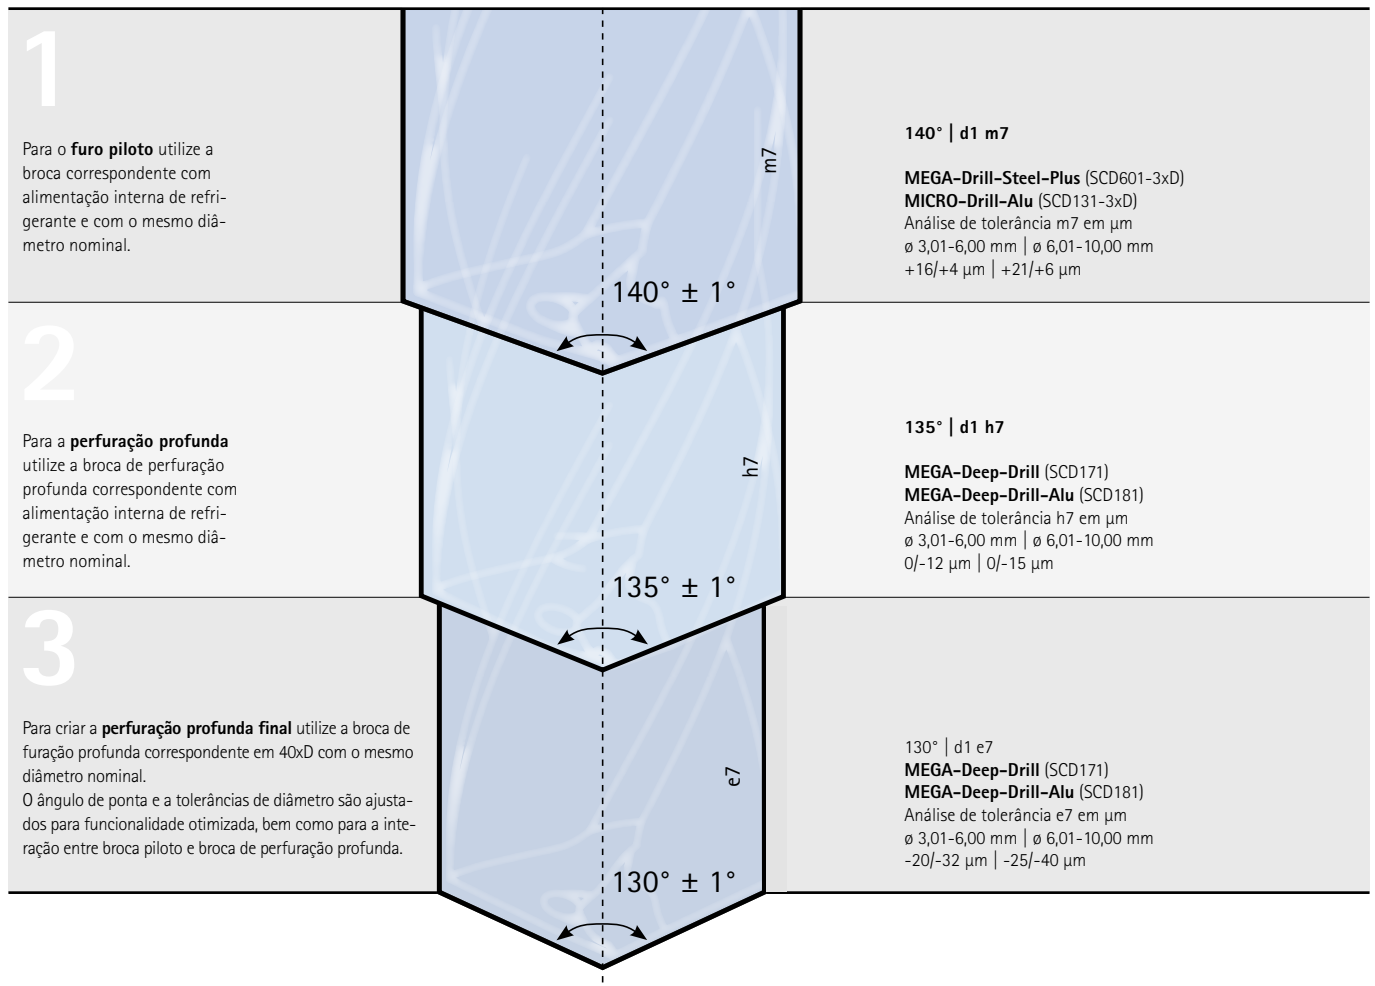 1
Para o furo piloto utilize a
broca correspondente com
alimentação interna de refri-
gerante e com o mesmo diâ-
metro nominal.
m7
140° ± 1°
140° | d1 m7
MEGA-Drill-Steel-Plus (SCD601-3xD)
MICRO-Drill-Alu (SCD131-3xD)
Análise de tolerância m7 em µm
ø 3,01-6,00 mm | ø 6,01-10,00 mm
+16/+4 µm | +21/+6 µm
2
Para a perfuração profunda
utilize a broca de perfuração
profunda correspondente com
alimentação interna de refri-
gerante e com o mesmo diâ-
metro nominal.
h7
135° ± 1°
135° | d1 h7
MEGA-Deep-Drill (SCD171)
MEGA-Deep-Drill-Alu (SCD181)
Análise de tolerância h7 em µm
ø 3,01-6,00 mm | ø 6,01-10,00 mm
0/-12 µm | 0/-15 µm
3
Para criar a perfuração profunda final utilize a broca de
furação profunda correspondente em 40xD com o mesmo
diâmetro nominal.
O ângulo de ponta e a tolerâncias de diâmetro são ajusta-
dos para funcionalidade otimizada, bem como para a inte-
ração entre broca piloto e broca de perfuração profunda.
e7
130° ± 1°
130° | d1 e7
MEGA-Deep-Drill (SCD171)
MEGA-Deep-Drill-Alu (SCD181)
Análise de tolerância e7 em µm
ø 3,01-6,00 mm | ø 6,01-10,00 mm
-20/-32 µm | -25/-40 µm